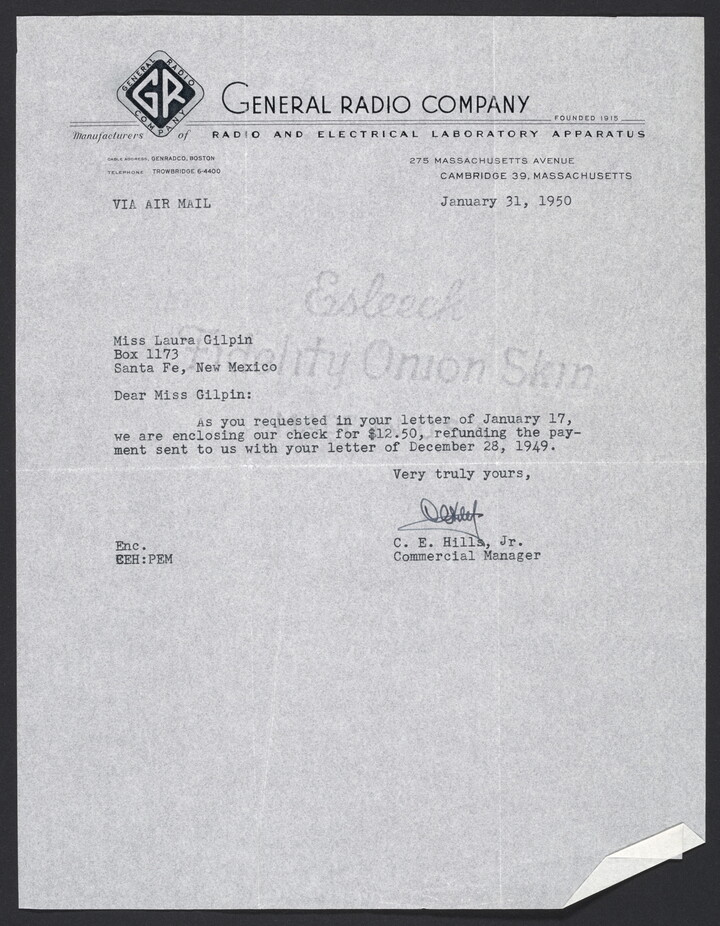 GENERAL RADIO COMPANY
GR
GENERAL RADIO COMPANY
FOUNDED 1915
Manufacturers of RADIO AND ELECTRICAL LABORATORY APPARATUS
CABLE ADDRESS, GENRADCO, BOSTON
TELEPHONE TROWBRIDGE 6-4400
275 MASSACHUSETTS AVENUE
CAMBRIDGE 39, MASSACHUSETTS
VIA AIR MAIL
January 31, 1950
Esleeck
Fidelity Onion Skin
Miss Laura Gilpin
Box 1173
Santa Fe, New Mexico
Dear Miss Gilpin:
As you requested in your letter of January 17,
we are enclosing our check for $12.50, refunding the pay-
ment sent to us with your letter of December 28, 1949.
Very truly yours,
C. E. Hills, Jr.
Commercial Manager
Enc.
EEH:PEM